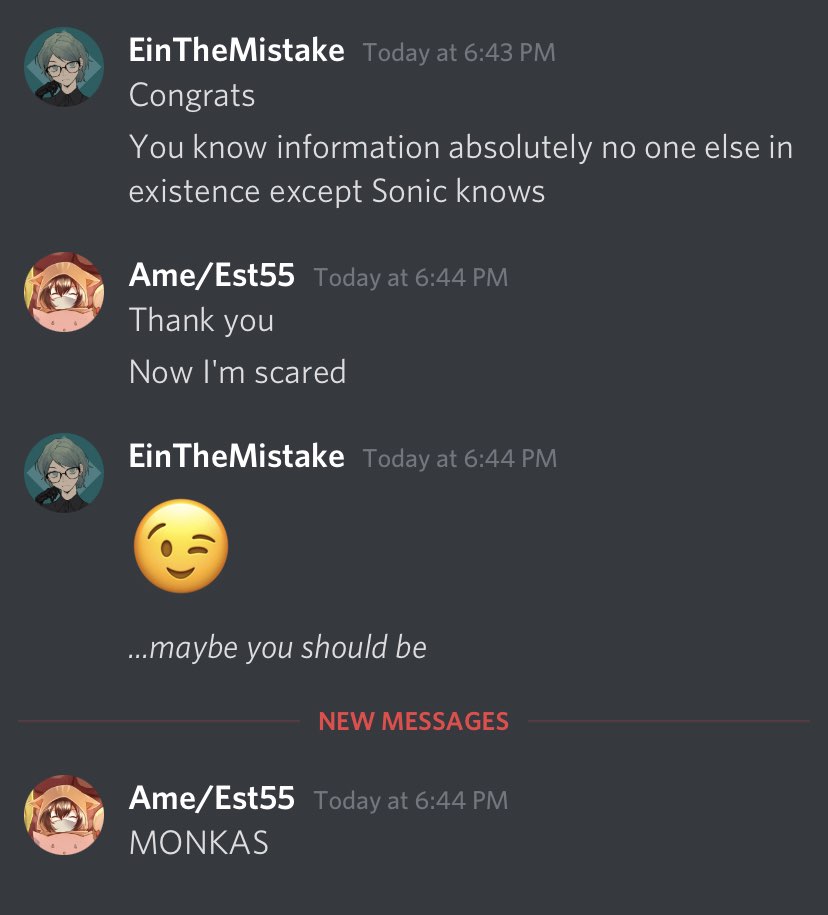 EinTheMistake Today at 6:43 PM
Congrats
You know information absolutely no one else in
existence except Sonic knows
Ame/Est55 Today at 6:44 PM
Thank you
Now I'm scared
EinTheMistake Today at 6:44 PM
...maybe you should be
NEW MESSAGES
Ame/Est55 Today at 6:44 PM
MONKAS